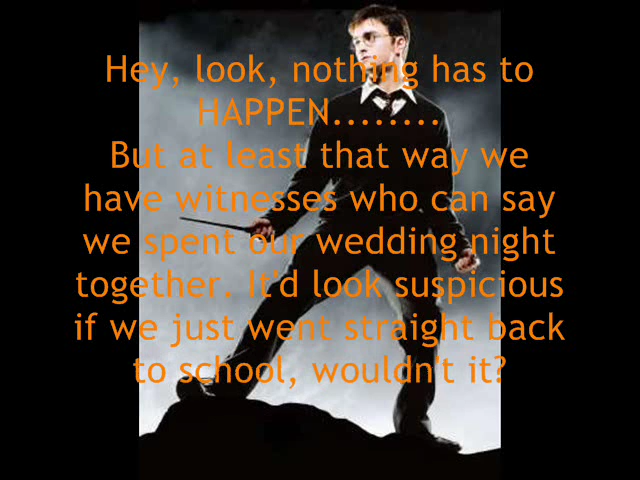 Hey, look, nothing has to
HAPPEN........
But at least that way we
have witnesses who can say
we spent our wedding night
together. It'd look suspicious
if we just went straight back
to school, wouldn't it?